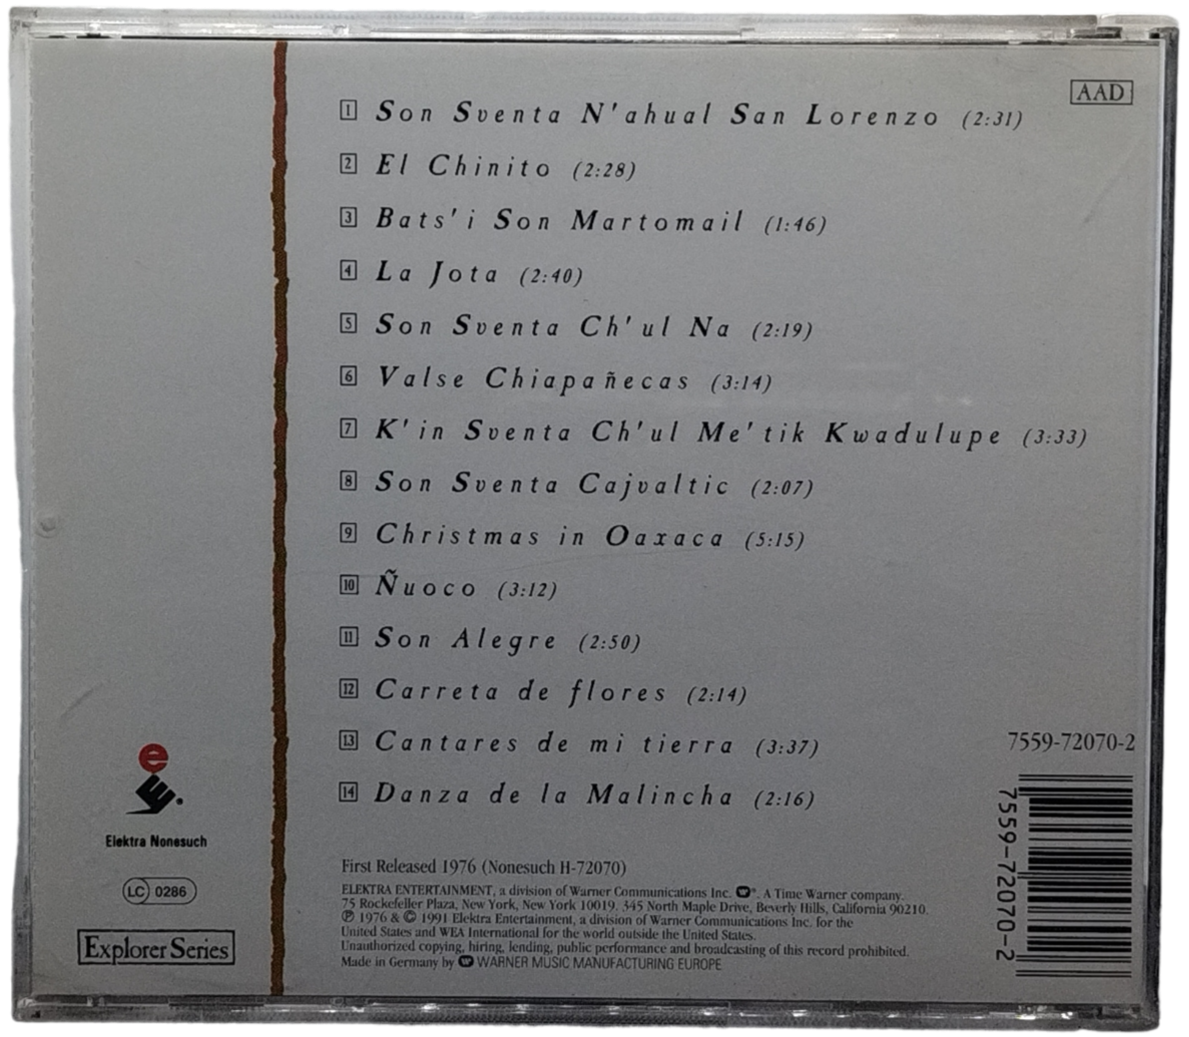 AAD
1 Son Sventa N'ahual San Lorenzo (2:31)
2 El Chinito (2:28)
3 Bats'i Son Martomail (1:46)
4 La Jota (2:40)
5 Son Sventa Ch'ul Na (2:19)
6 Valse Chiapañecas (3:14)
7 K'in Sventa Ch'ul Me'tik Kwadulupe (3:33)
8 Son Sventa Cajvaltic (2:07)
9 Christmas in Oaxaca (5:15)
10 Ñuoco (3:12)
11 Son Alegre (2:50)
12 Carreta de flores (2:14)
13 Cantares de mi tierra (3:37)
14 Danza de la Malincha (2:16)
7559-72070-2
7559-72070-2
e
Elektra Nonesuch
LC 0286
Explorer Series
First Released 1976 (Nonesuch H-72070)
ELEKTRA ENTERTAINMENT, a division of Warner Communications Inc. A Time Warner company.
75 Rockefeller Plaza, New York, New York 10019. 345 North Maple Drive, Beverly Hills, California 90210.
℗ 1976 & © 1991 Elektra Entertainment, a division of Warner Communications Inc. for the
United States and WEA International for the world outside the United States.
Unauthorized copying, hiring, lending, public performance and broadcasting of this record prohibited.
Made in Germany by WARNER MUSIC MANUFACTURING EUROPE